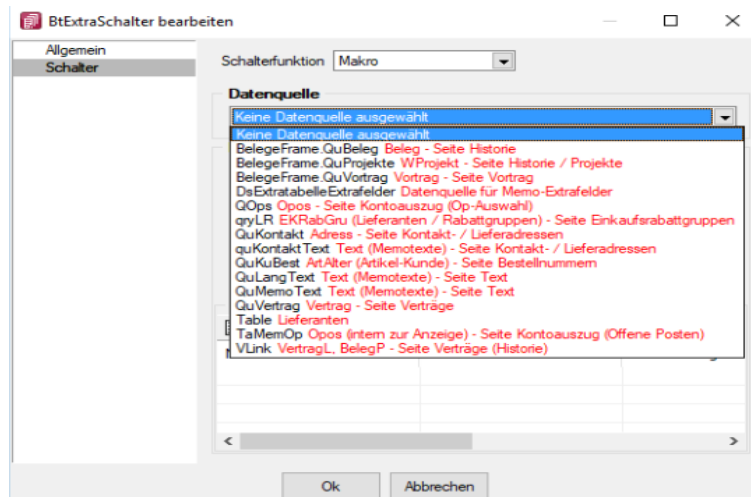 BtExtraSchalter bearbeiten
Allgemein
Schalter
Schalterfunktion Makro
Datenquelle
Keine Datenquelle ausgewählt
Keine Datenquelle ausgewählt
BelegeFrame.QuBeleg Beleg - Seite Historie
BelegeFrame.QuProjekte WProjekt - Seite Historie / Projekte
BelegeFrame.QuVortrag Vortrag - Seite Vortrag
DsExtratabelleExtrafelder Datenquelle für Memo-Extrafelder
QOps Opos - Seite Kontoauszug (Op-Auswahl)
qryLR EKRabGru (Lieferanten / Rabattgruppen) - Seite Einkaufsrabattgruppen
QuKontakt Adress - Seite Kontakt- / Lieferadressen
quKontaktText Text (Memotexte) - Seite Kontakt- / Lieferadressen
QuKuBest ArtAlter (Artikel-Kunde) - Seite Bestellnummern
QuLangText Text (Memotexte) - Seite Text
QuMemoText Text (Memotexte) - Seite Text
QuVertrag Vertrag - Seite Verträge
Table Lieferanten
TaMemOp Opos (intern zur Anzeige) - Seite Kontoauszug (Offene Posten)
VLink VertragL, BelegP - Seite Verträge (Historie)
Ok Abbrechen